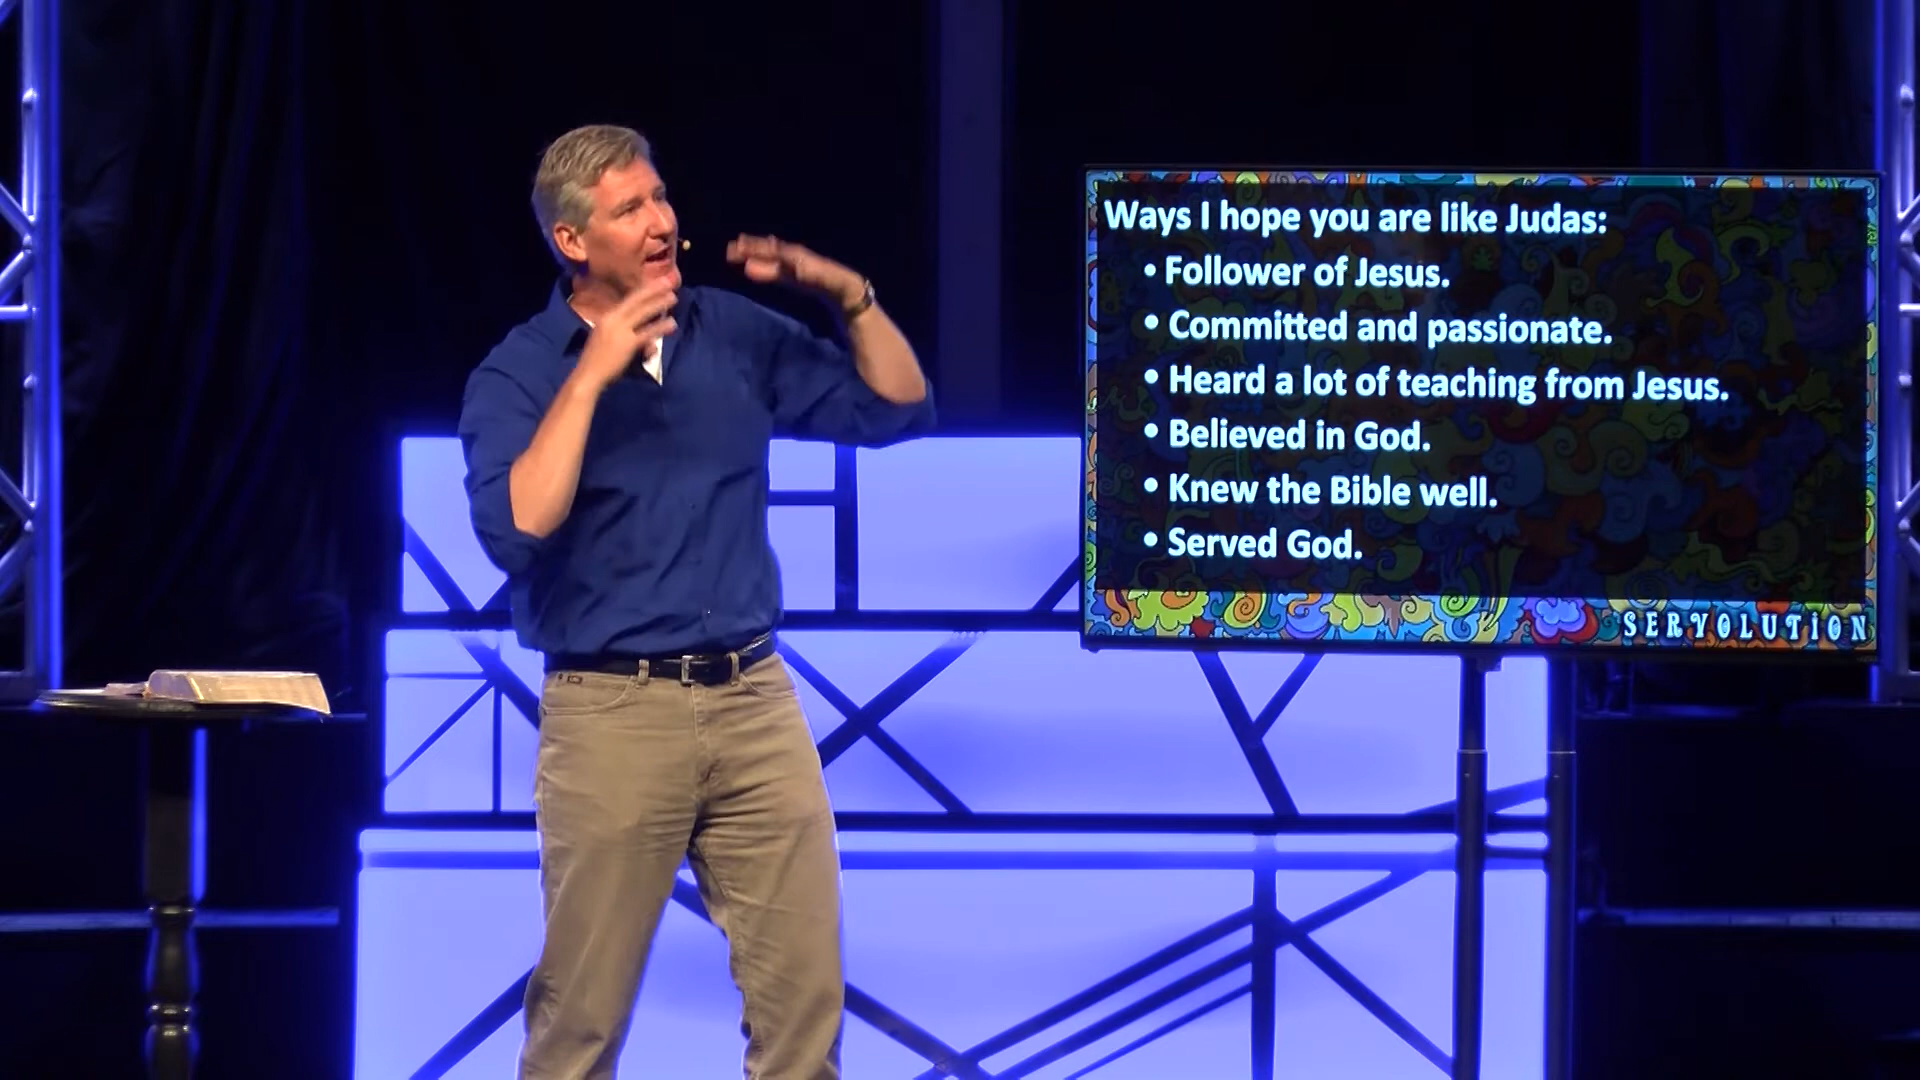 Ways I hope you are like Judas:
• Follower of Jesus.
• Committed and passionate.
• Heard a lot of teaching from Jesus.
• Believed in God.
• Knew the Bible well.
• Served God.
SERVOLUTION